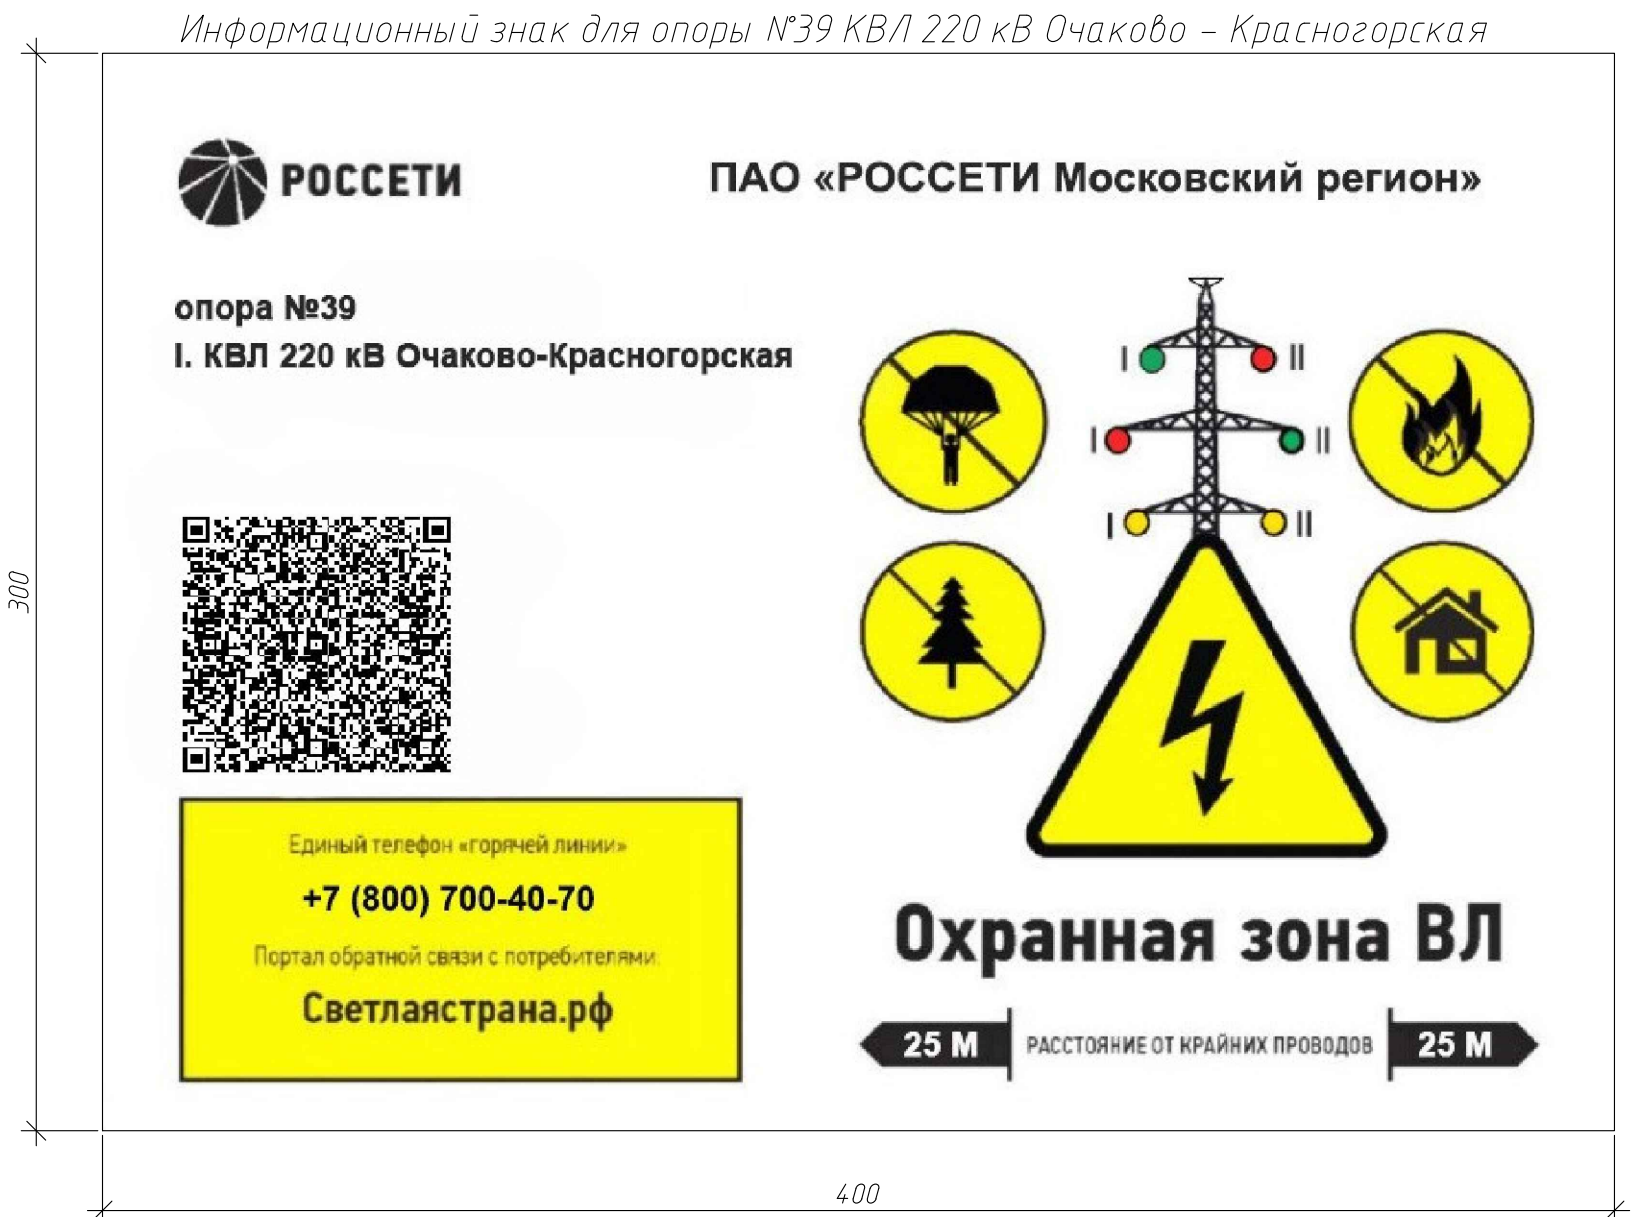 Информационный знак для опоры №39 КВЛ 220 кВ Очаково - Красногорская
РОССЕТИ
ПАО «РОССЕТИ Московский регион»
опора №39
I. КВЛ 220 кВ Очаково-Красногорская
I II
I II
I II
300
Единый телефон «горячей линии»
+7 (800) 700-40-70
Портал обратной связи с потребителями:
Светлаястрана.рф
Охранная зона ВЛ
25 М РАССТОЯНИЕ ОТ КРАЙНИХ ПРОВОДОВ 25 М
400